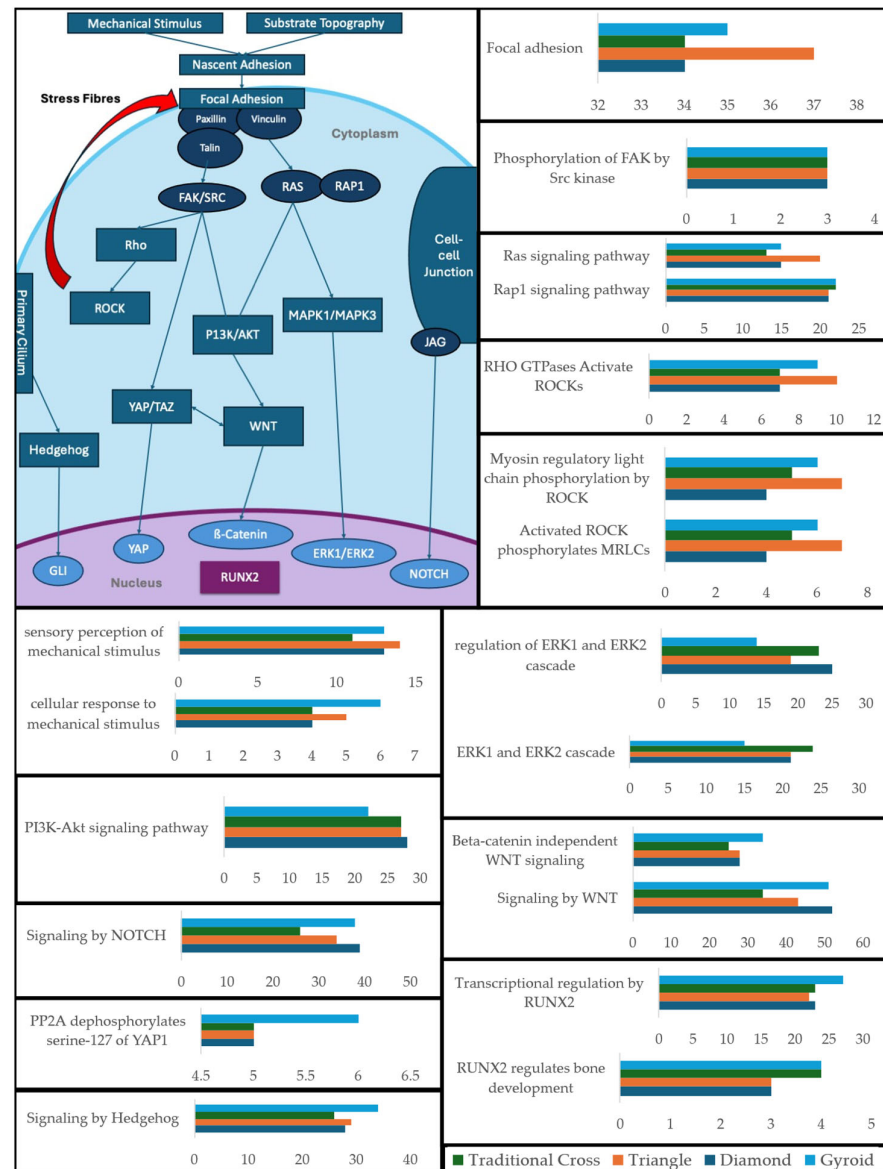 Mechanical Stimulus
Substrate Topography
Nascent Adhesion
Stress Fibres
Focal Adhesion
Paxillin
Vinculin
Cytoplasm
Talin
FAK/SRC
RAS
RAP1
Rho
Cell-
cell
Junction
Primary Cilium
ROCK
P13K/AKT
MAPK1/MAPK3
JAG
YAP/TAZ
WNT
Hedgehog
ß-Catenin
YAP
ERK1/ERK2
GLI
Nucleus
RUNX2
NOTCH
Focal adhesion
32 33 34 35 36 37 38
Phosphorylation of FAK by
Src kinase
0 1 2 3 4
Ras signaling pathway
Rap1 signaling pathway
0 5 10 15 20 25
RHO GTPases Activate
ROCKs
0 2 4 6 8 10 12
Myosin regulatory light
chain phosphorylation by
ROCK
Activated ROCK
phosphorylates MRLCs
0 2 4 6 8
sensory perception of
mechanical stimulus
0 5 10 15
cellular response to
mechanical stimulus
0 1 2 3 4 5 6 7
PI3K-Akt signaling pathway
0 5 10 15 20 25 30
Signaling by NOTCH
0 10 20 30 40 50
PP2A dephosphorylates
serine-127 of YAP1
4.5 5 5.5 6 6.5
Signaling by Hedgehog
0 10 20 30 40
regulation of ERK1 and ERK2
cascade
0 5 10 15 20 25 30
ERK1 and ERK2 cascade
0 5 10 15 20 25 30
Beta-catenin independent
WNT signaling
Signaling by WNT
0 10 20 30 40 50 60
Transcriptional regulation by
RUNX2
0 5 10 15 20 25 30
RUNX2 regulates bone
development
0 1 2 3 4 5
Traditional Cross Triangle Diamond Gyroid